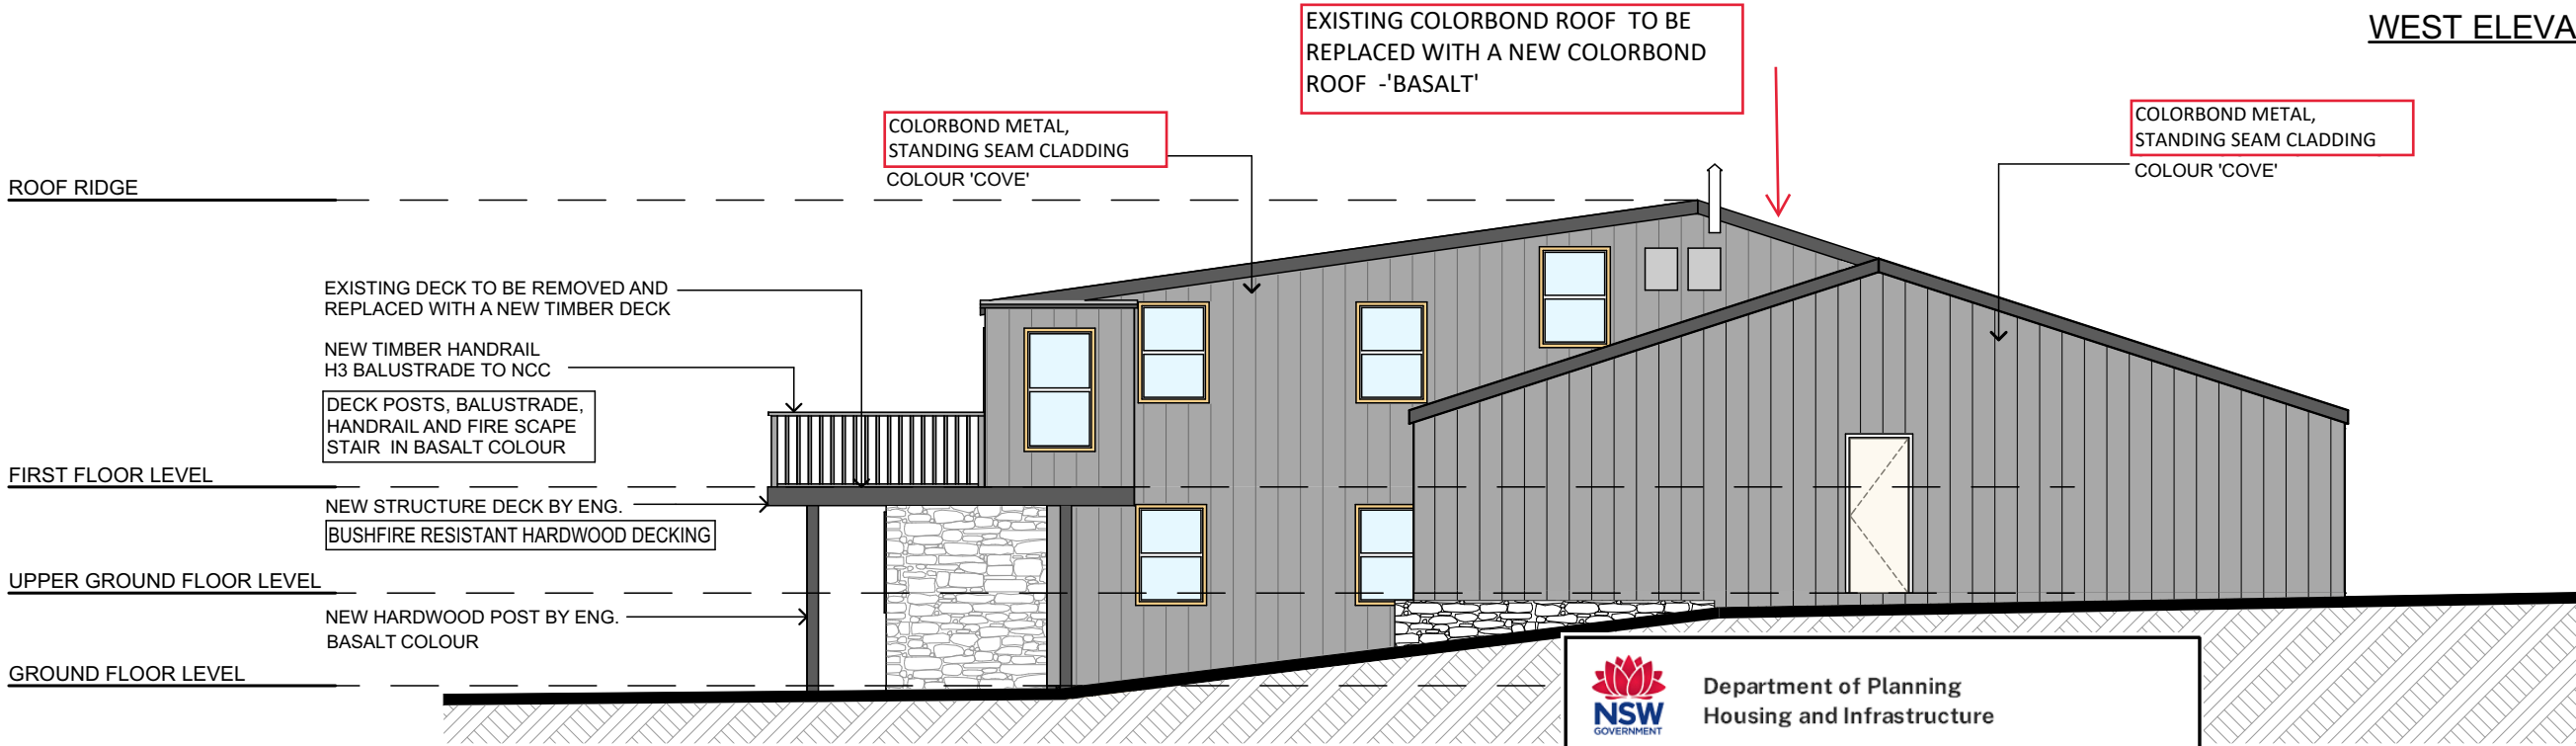 WEST ELEVA
EXISTING COLORBOND ROOF TO BE
REPLACED WITH A NEW COLORBOND
ROOF -'BASALT'
COLORBOND METAL,
STANDING SEAM CLADDING
COLOUR 'COVE'
COLORBOND METAL,
STANDING SEAM CLADDING
COLOUR 'COVE'
ROOF RIDGE
EXISTING DECK TO BE REMOVED AND
REPLACED WITH A NEW TIMBER DECK
NEW TIMBER HANDRAIL
H3 BALUSTRADE TO NCC
DECK POSTS, BALUSTRADE,
HANDRAIL AND FIRE SCAPE
STAIR IN BASALT COLOUR
FIRST FLOOR LEVEL
NEW STRUCTURE DECK BY ENG.
BUSHFIRE RESISTANT HARDWOOD DECKING
UPPER GROUND FLOOR LEVEL
NEW HARDWOOD POST BY ENG.
BASALT COLOUR
GROUND FLOOR LEVEL
NSW
GOVERNMENT
Department of Planning
Housing and Infrastructure